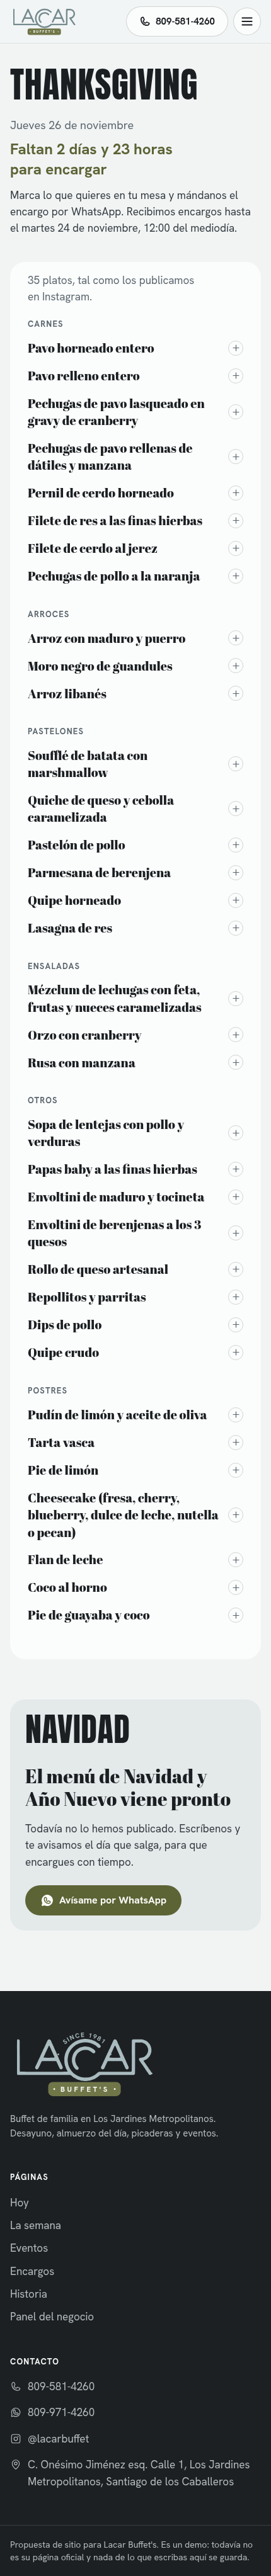 LACAR
• BUFFET'S •
809-581-4260
THANKSGIVING
Jueves 26 de noviembre
Faltan 2 días y 23 horas
para encargar
Marca lo que quieres en tu mesa y mándanos el
encargo por WhatsApp. Recibimos encargos hasta
el martes 24 de noviembre, 12:00 del mediodía.
35 platos, tal como los publicamos
en Instagram.
CARNES
Pavo horneado entero
Pavo relleno entero
Pechugas de pavo lasqueado en
gravy de cranberry
Pechugas de pavo rellenas de
dátiles y manzana
Pernil de cerdo horneado
Filete de res a las finas hierbas
Filete de cerdo al jerez
Pechugas de pollo a la naranja
ARROCES
Arroz con maduro y puerro
Moro negro de guandules
Arroz libanés
PASTELONES
Soufflé de batata con
marshmallow
Quiche de queso y cebolla
caramelizada
Pastelón de pollo
Parmesana de berenjena
Quipe horneado
Lasagna de res
ENSALADAS
Mézclum de lechugas con feta,
frutas y nueces caramelizadas
Orzo con cranberry
Rusa con manzana
OTROS
Sopa de lentejas con pollo y
verduras
Papas baby a las finas hierbas
Envoltini de maduro y tocineta
Envoltini de berenjenas a los 3
quesos
Rollo de queso artesanal
Repollitos y parritas
Dips de pollo
Quipe crudo
POSTRES
Pudín de limón y aceite de oliva
Tarta vasca
Pie de limón
Cheesecake (fresa, cherry,
blueberry, dulce de leche, nutella
o pecan)
Flan de leche
Coco al horno
Pie de guayaba y coco
NAVIDAD
El menú de Navidad y
Año Nuevo viene pronto
Todavía no lo hemos publicado. Escríbenos y
te avisamos el día que salga, para que
encargues con tiempo.
Avísame por WhatsApp
SINCE 1981
LACAR
• BUFFET'S •
Buffet de familia en Los Jardines Metropolitanos.
Desayuno, almuerzo del día, picaderas y eventos.
PÁGINAS
Hoy
La semana
Eventos
Encargos
Historia
Panel del negocio
CONTACTO
809-581-4260
809-971-4260
@lacarbuffet
C. Onésimo Jiménez esq. Calle 1, Los Jardines
Metropolitanos, Santiago de los Caballeros
Propuesta de sitio para Lacar Buffet's. Es un demo: todavía no
es su página oficial y nada de lo que escribas aquí se guarda.